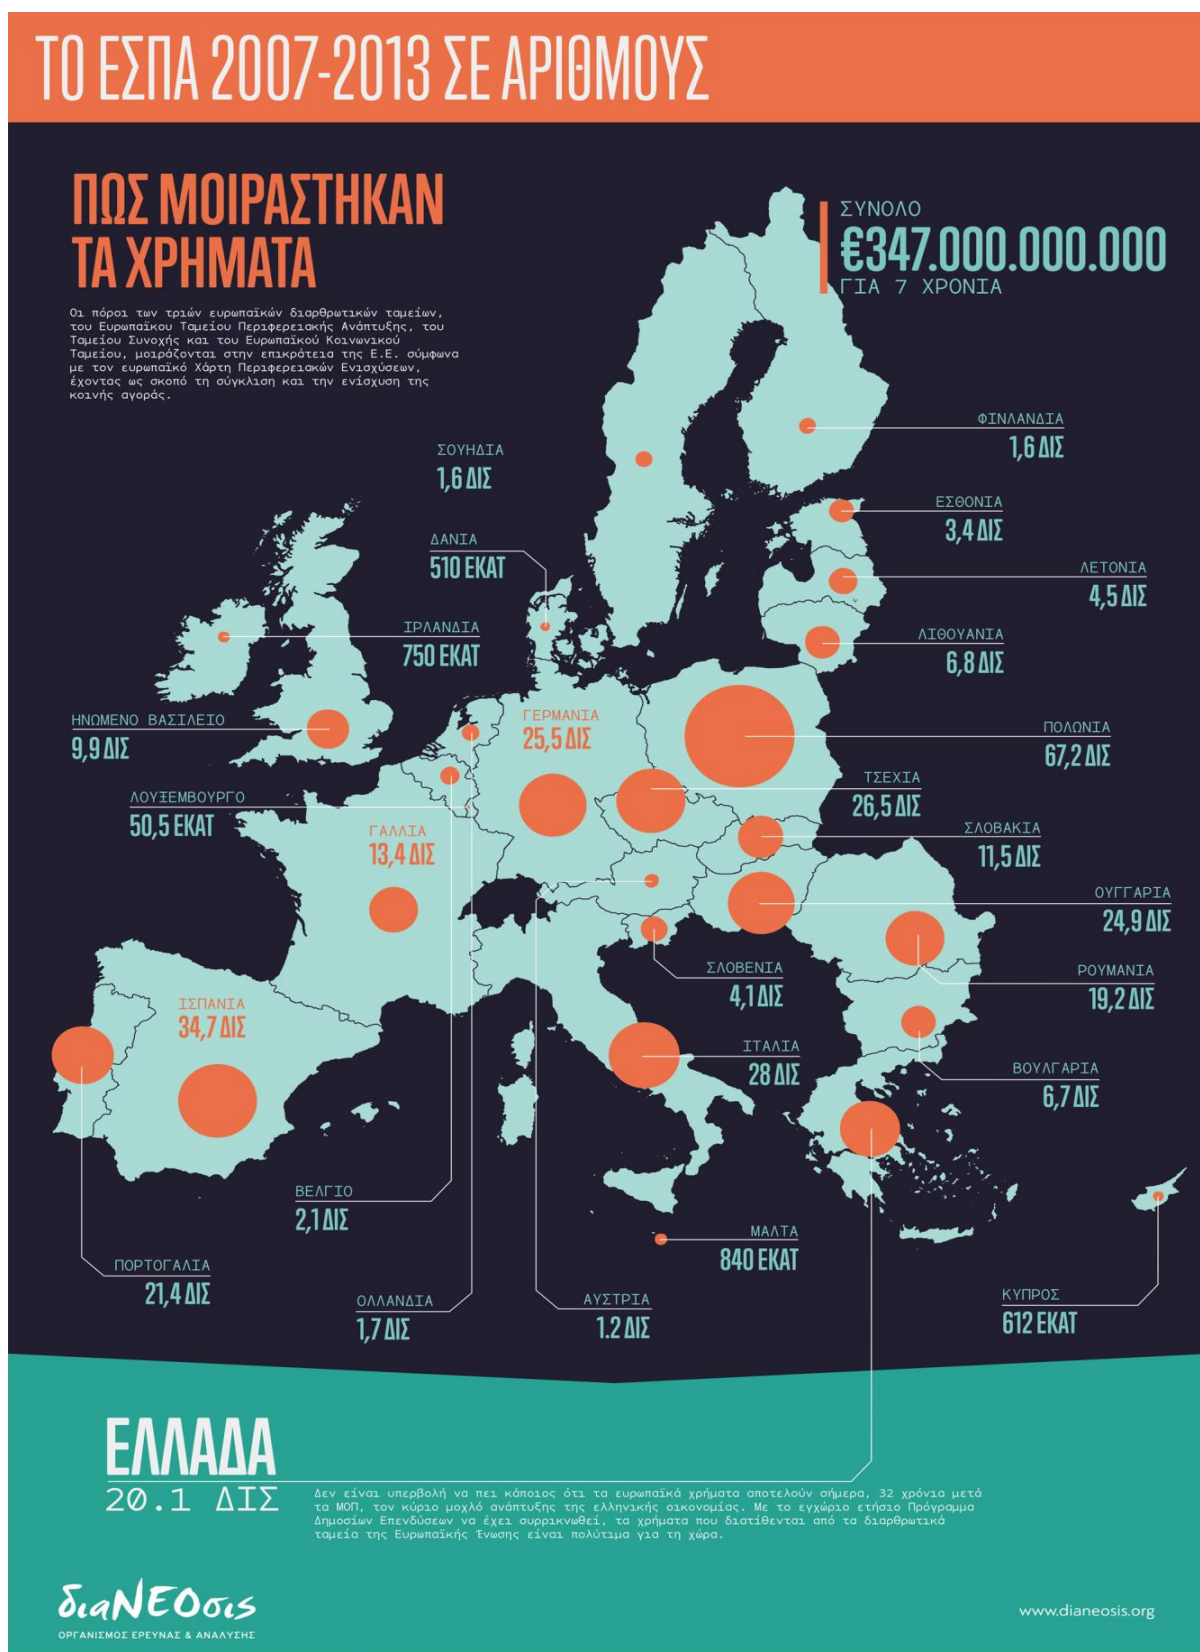 ΤΟ ΕΣΠΑ 2007-2013 ΣΕ ΑΡΙΘΜΟΥΣ
ΠΩΣ ΜΟΙΡΑΣΤΗΚΑΝ
ΤΑ ΧΡΗΜΑΤΑ
Οι πόροι των τριών ευρωπαϊκών διαρθρωτικών ταμείων,
του Ευρωπαϊκου Ταμείου Περιφερειακής Ανάπτυξης, του
Ταμείου Συνοχής και του Ευρωπαϊκού Κοινωνικού
Ταμείου, μοιράζονται στην επικράτεια της Ε.Ε. σύμφωνα
με τον ευρωπαϊκό Χάρτη Περιφερειακών Ενισχύσεων,
έχοντας ως σκοπό τη σύγκλιση και την ενίσχυση της
κοινής αγοράς.
ΣΥΝΟΛΟ
€347.000.000.000
ΓΙΑ 7 ΧΡΟΝΙΑ
ΦΙΝΛΑΝΔΙΑ
1,6 ΔΙΣ
ΣΟΥΗΔΙΑ
1,6 ΔΙΣ
ΕΣΘΟΝΙΑ
3,4 ΔΙΣ
ΔΑΝΙΑ
510 ΕΚΑΤ
ΛΕΤΟΝΙΑ
4,5 ΔΙΣ
ΙΡΛΑΝΔΙΑ
750 ΕΚΑΤ
ΛΙΘΟΥΑΝΙΑ
6,8 ΔΙΣ
ΗΝΩΜΕΝΟ ΒΑΣΙΛΕΙΟ
9,9 ΔΙΣ
ΓΕΡΜΑΝΙΑ
25,5 ΔΙΣ
ΠΟΛΩΝΙΑ
67,2 ΔΙΣ
ΤΣΕΧΙΑ
26,5 ΔΙΣ
ΛΟΥΞΕΜΒΟΥΡΓΟ
50,5 ΕΚΑΤ
ΓΑΛΛΙΑ
13,4 ΔΙΣ
ΣΛΟΒΑΚΙΑ
11,5 ΔΙΣ
ΟΥΓΓΑΡΙΑ
24,9 ΔΙΣ
ΣΛΟΒΕΝΙΑ
4,1 ΔΙΣ
ΡΟΥΜΑΝΙΑ
19,2 ΔΙΣ
ΙΣΠΑΝΙΑ
34,7 ΔΙΣ
ΙΤΑΛΙΑ
28 ΔΙΣ
ΒΟΥΛΓΑΡΙΑ
6,7 ΔΙΣ
ΒΕΛΓΙΟ
2,1 ΔΙΣ
ΜΑΛΤΑ
840 ΕΚΑΤ
ΠΟΡΤΟΓΑΛΙΑ
21,4 ΔΙΣ
ΟΛΛΑΝΔΙΑ
1,7 ΔΙΣ
ΑΥΣΤΡΙΑ
1.2 ΔΙΣ
ΚΥΠΡΟΣ
612 ΕΚΑΤ
ΕΛΛΑΔΑ
20.1 ΔΙΣ
Δεν είναι υπερβολή να πει κάποιος ότι τα ευρωπαϊκά χρήματα αποτελούν σήμερα, 32 χρόνια μετά
τα ΜΟΠ, τον κύριο μοχλό ανάπτυξης της ελληνικής οικονομίας. Με το εγχώριο ετήσιο Πρόγραμμα
Δημοσίων Επενδύσεων να έχει συρρικνωθεί, τα χρήματα που διατίθενται από τα διαρθρωτικά
ταμεία της Ευρωπαϊκής Ένωσης είναι πολύτιμα για τη χώρα.
διαΝΕΟσις
ΟΡΓΑΝΙΣΜΟΣ ΕΡΕΥΝΑΣ & ΑΝΑΛΥΣΗΣ
www.dianeosis.org